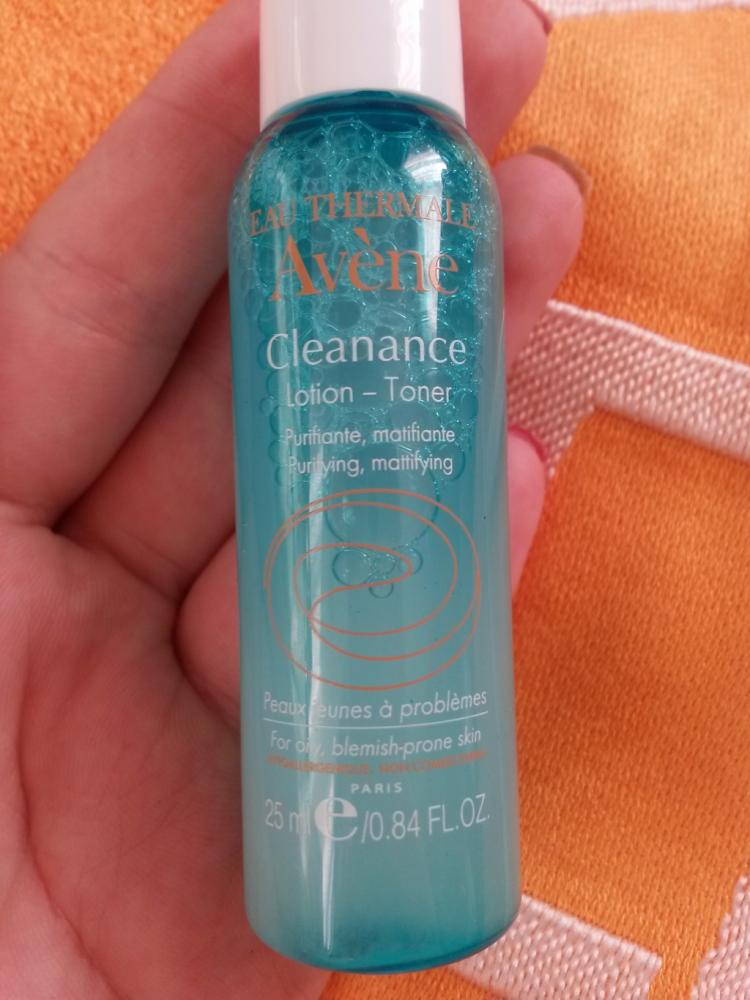 EAU THERMALE
Avène
Cleanance
Lotion – Toner
Purifiante, matifiante
Purifying, mattifying
Peaux jeunes à problèmes
For oily, blemish-prone skin
PARIS
25 ml e/0.84 FL.OZ.